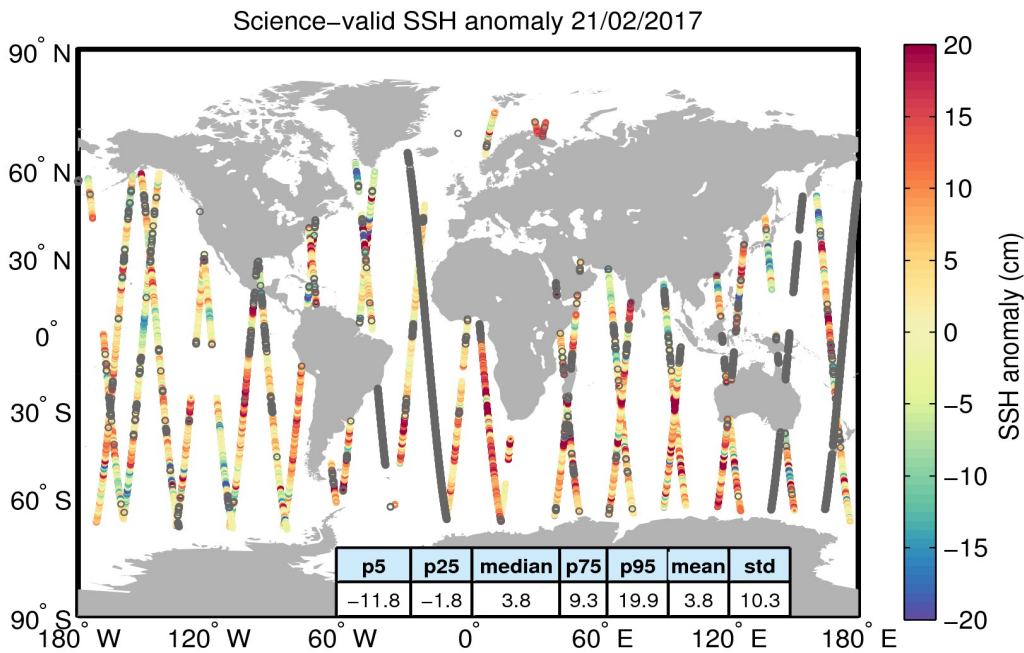 Science−valid SSH anomaly 21/02/2017
90° N
60° N
30° N
0°
30° S
60° S
90° S
180° W
120° W
60° W
0°
60° E
120° E
180° E
p5 p25 median p75 p95 mean std
−11.8 −1.8 3.8 9.3 19.9 3.8 10.3
20
15
10
5
0
−5
−10
−15
−20
SSH anomaly (cm)